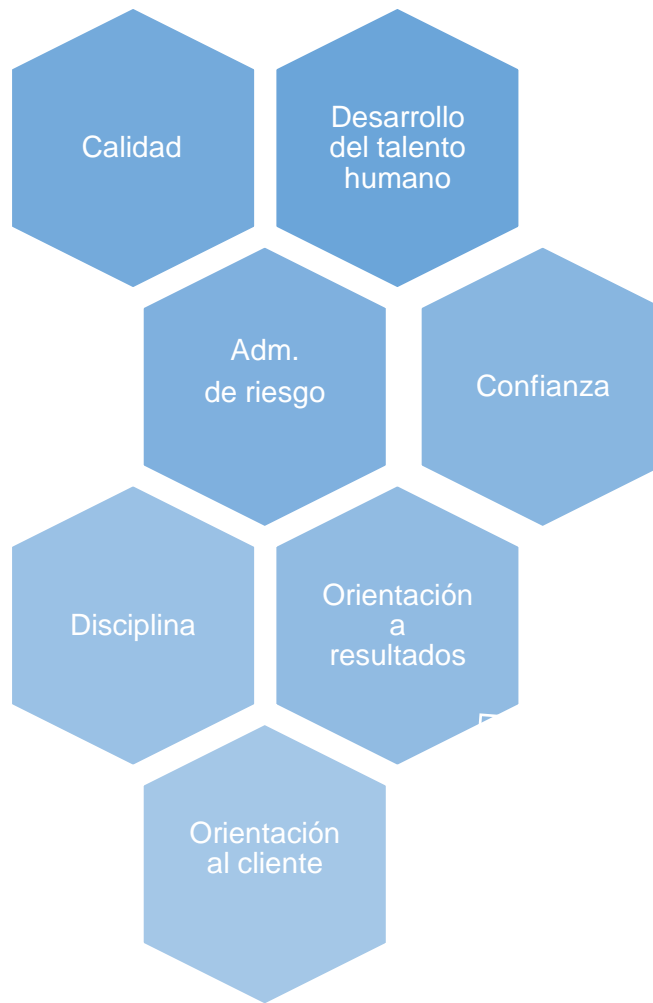 Calidad
Desarrollo
del talento
humano
Adm.
de riesgo
Confianza
Disciplina
Orientación
a
resultados
Orientación
al cliente